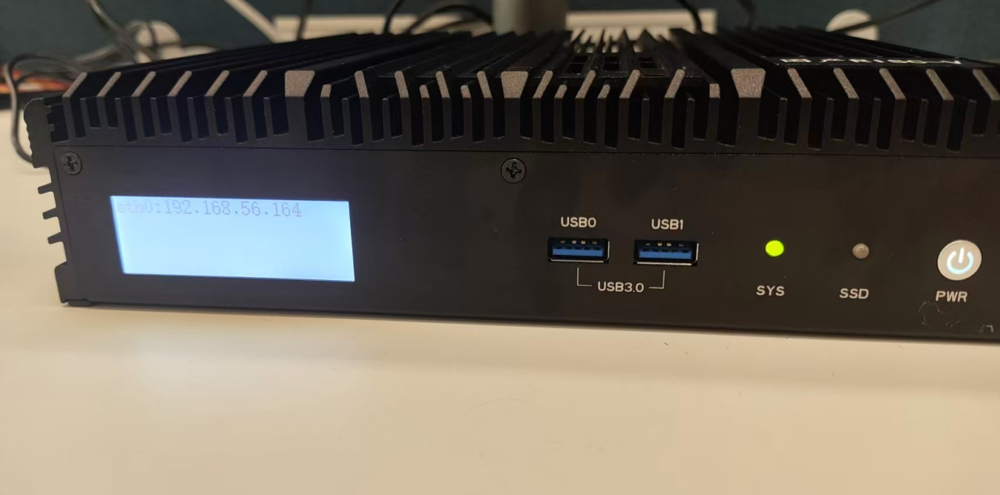 eth0:192.168.56.164
USB0
USB1
USB3.0
SYS
SSD
PWR